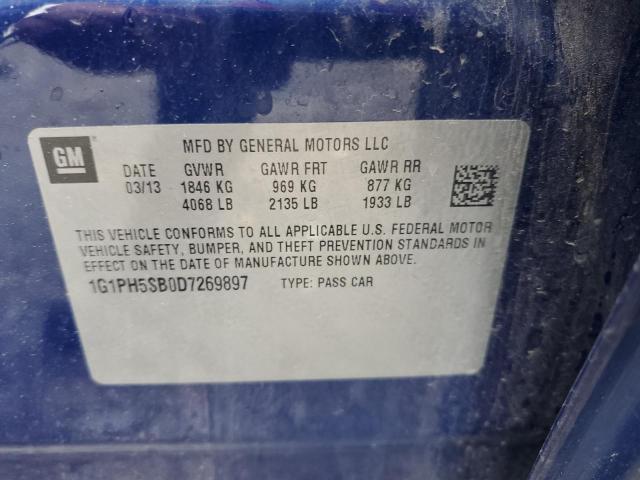 GM
MFD BY GENERAL MOTORS LLC
DATE GVWR GAWR FRT GAWR RR
03/13 1846 KG 969 KG 877 KG
4068 LB 2135 LB 1933 LB
THIS VEHICLE CONFORMS TO ALL APPLICABLE U.S. FEDERAL MOTOR
VEHICLE SAFETY, BUMPER, AND THEFT PREVENTION STANDARDS IN
EFFECT ON THE DATE OF MANUFACTURE SHOWN ABOVE.
1G1PH5SB0D7269897 TYPE: PASS CAR